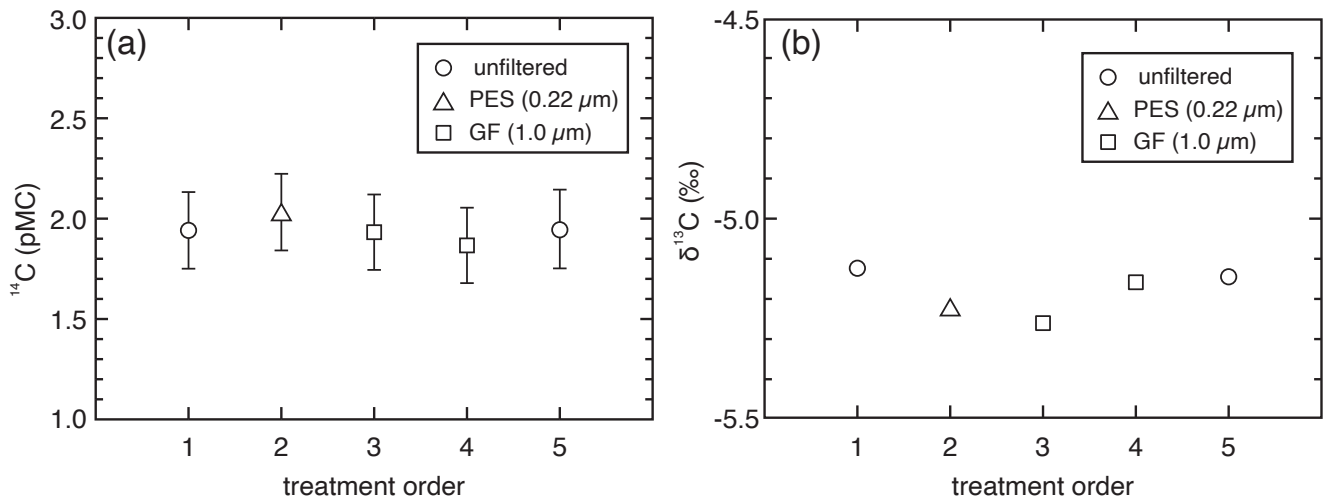 (a)
unfiltered
PES (0.22 µm)
GF (1.0 µm)
3.0
2.5
2.0
1.5
1.0
¹⁴C (pMC)
1 2 3 4 5
treatment order
(b)
unfiltered
PES (0.22 µm)
GF (1.0 µm)
-4.5
-5.0
-5.5
δ¹³C (‰)
1 2 3 4 5
treatment order